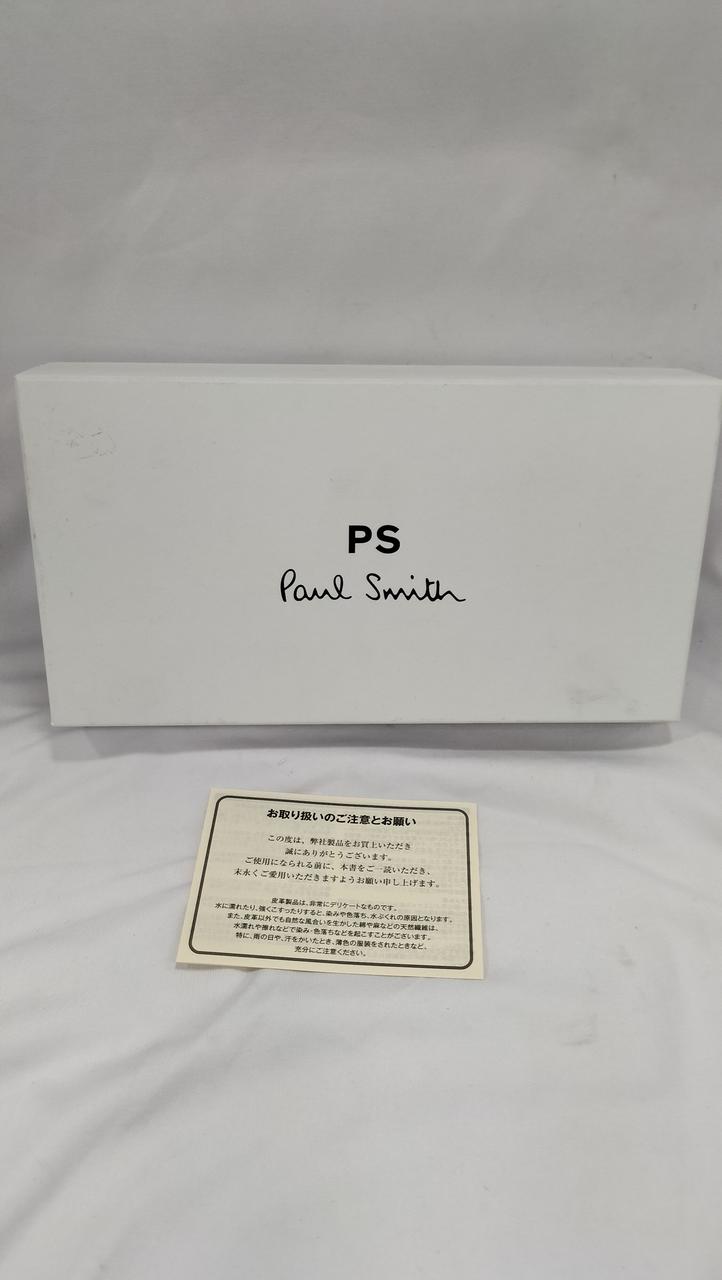 PS
Paul Smith
お取り扱いのご注意とお願い
この度は、弊社製品をお買上いただき
誠にありがとうございます。
ご使用になられる前に、本書をご一読いただき、
末永くご愛用いただきますようお願い申し上げます。
皮革製品は、非常にデリケートなものです。
水に濡れたり、強くこすったりすると、染みや色落ち、水ぶくれの原因となります。
また、皮革以外でも自然な風合いを生かした綿や麻などの天然繊維は、
水濡れや擦れなどで染み・色落ちなどを起こすことがございます。
特に、雨の日や、汗をかいたとき、薄色の服装をされたときなど、
充分にご注意ください。